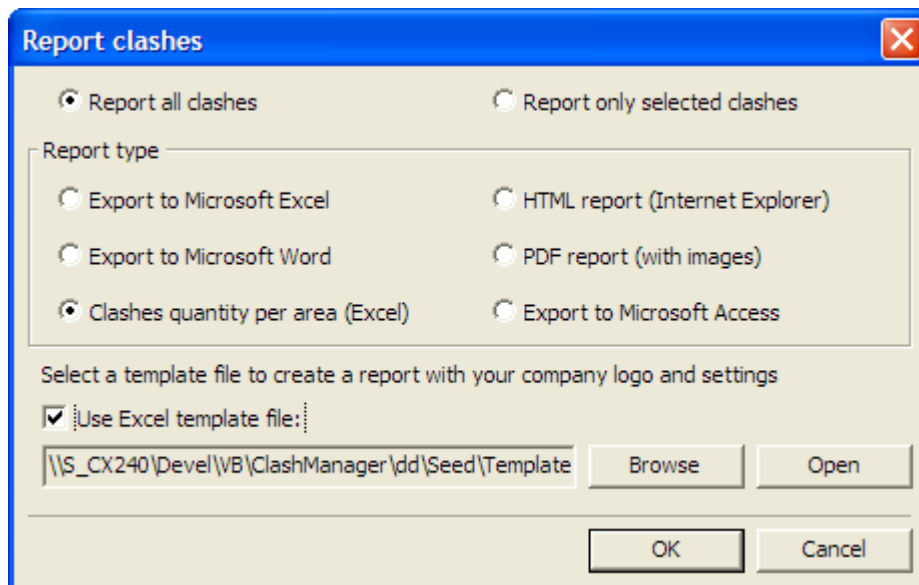 Report clashes
Report all clashes
Report only selected clashes
Report type
Export to Microsoft Excel
HTML report (Internet Explorer)
Export to Microsoft Word
PDF report (with images)
Clashes quantity per area (Excel)
Export to Microsoft Access
Select a template file to create a report with your company logo and settings
Use Excel template file:
\\S_CX240\Devel\VB\ClashManager\dd\Seed\Template
Browse
Open
OK
Cancel